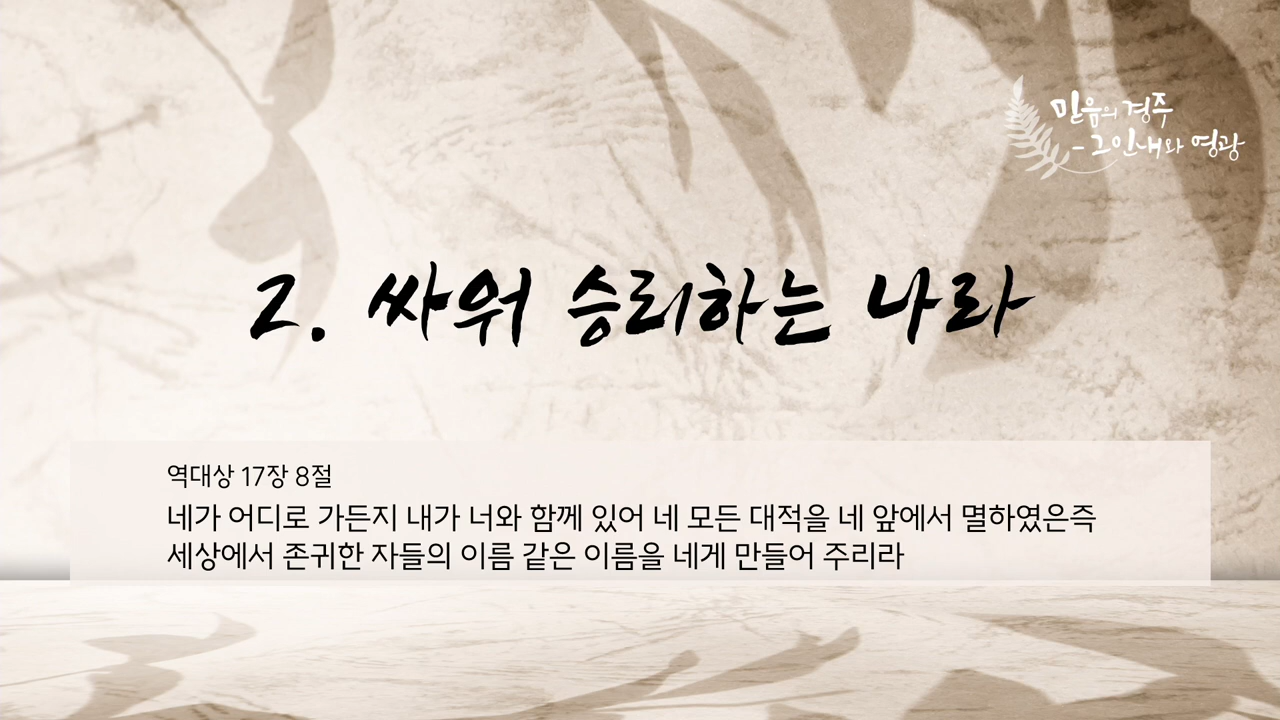 믿음의 경주
- 그 인내와 영광
2. 싸워 승리하는 나라
역대상 17장 8절
네가 어디로 가든지 내가 너와 함께 있어 네 모든 대적을 네 앞에서 멸하였은즉
세상에서 존귀한 자들의 이름 같은 이름을 네게 만들어 주리라